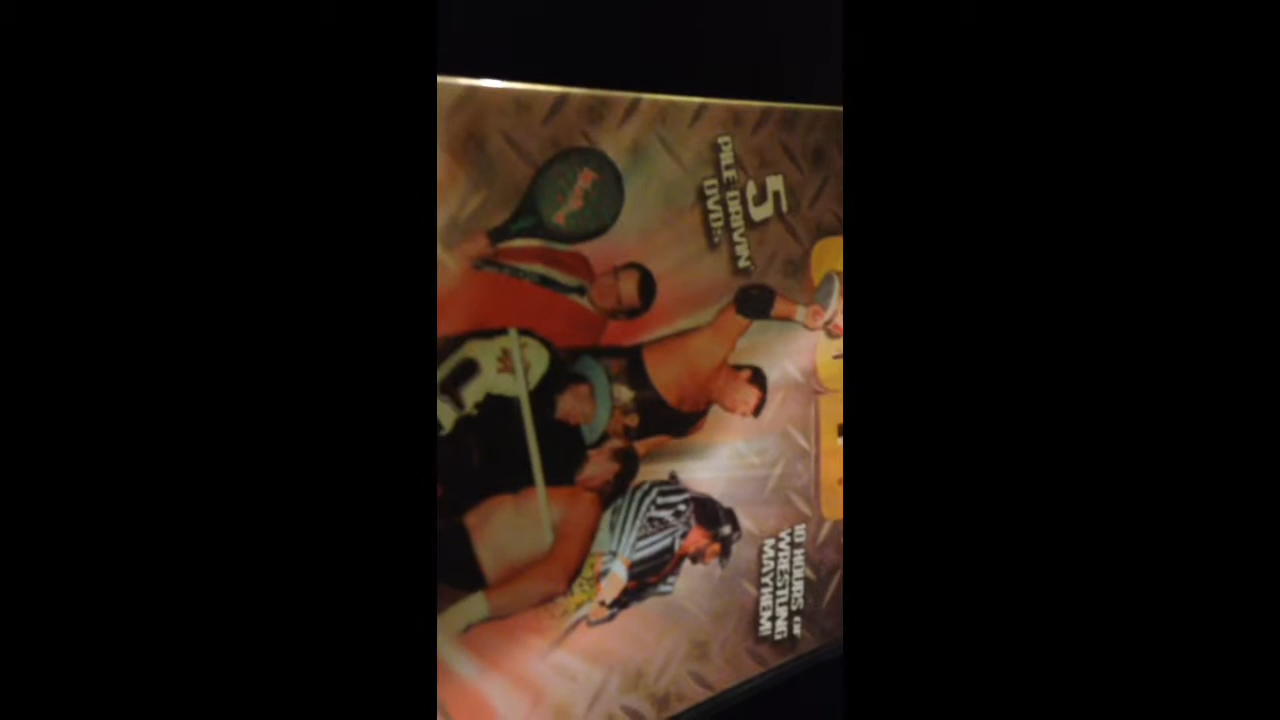 5
PILE DRIVIN'
DVDs
10 HOURS OF
WRESTLING
MAYHEM!